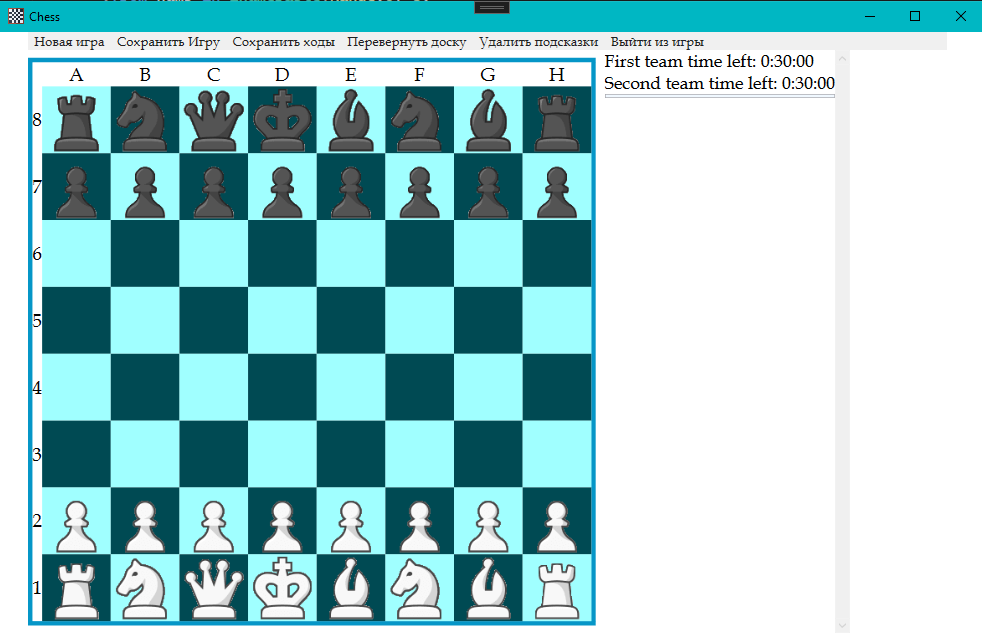 Chess
Новая игра Сохранить Игру Сохранить ходы Перевернуть доску Удалить подсказки Выйти из игры
First team time left: 0:30:00
Second team time left: 0:30:00
A B C D E F G H
8
7
6
5
4
3
2
1